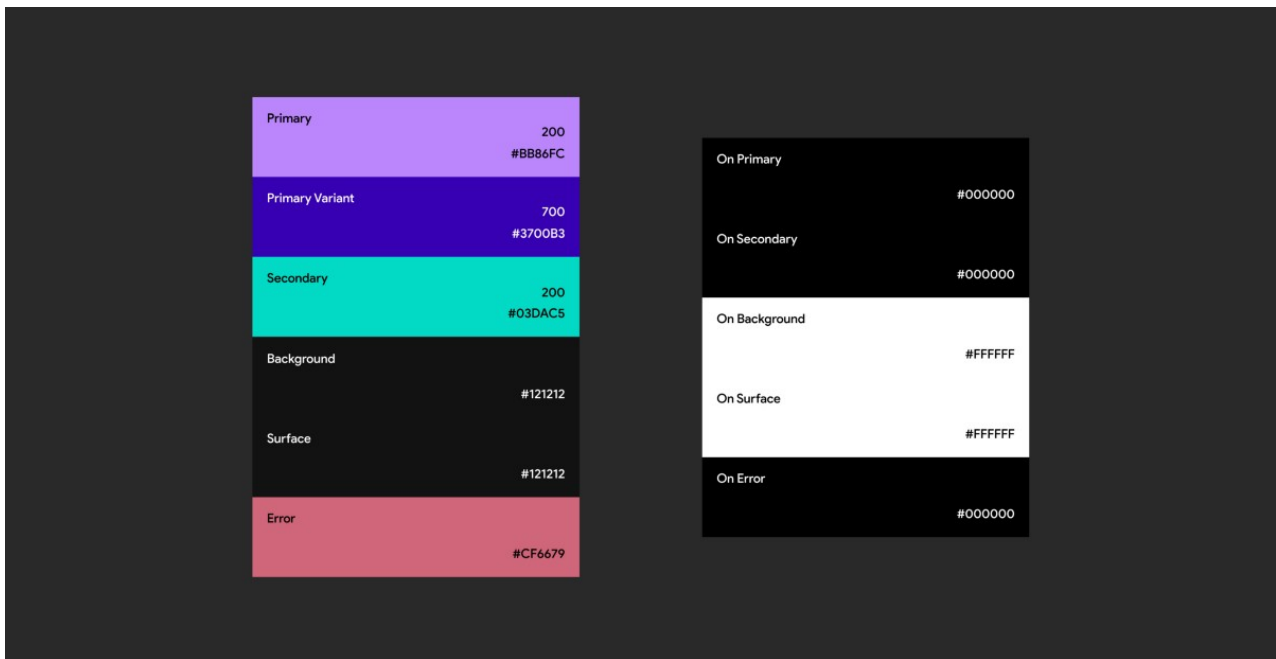 Primary
200
#BB86FC
Primary Variant
700
#3700B3
Secondary
200
#03DAC5
Background
#121212
Surface
#121212
Error
#CF6679
On Primary
#000000
On Secondary
#000000
On Background
#FFFFFF
On Surface
#FFFFFF
On Error
#000000